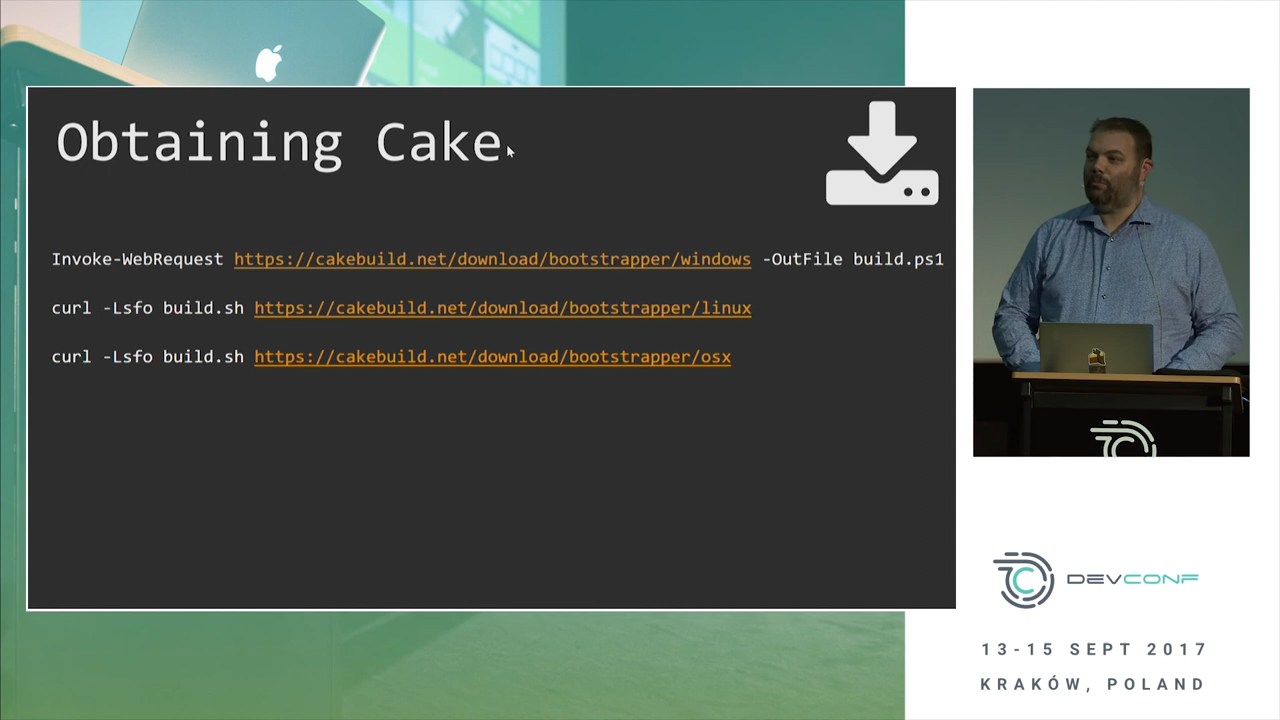 Obtaining Cake
Invoke-WebRequest https://cakebuild.net/download/bootstrapper/windows -OutFile build.ps1
curl -Lsfo build.sh https://cakebuild.net/download/bootstrapper/linux
curl -Lsfo build.sh https://cakebuild.net/download/bootstrapper/osx
DEVCONF
13-15 SEPT 2017
KRAKÓW, POLAND